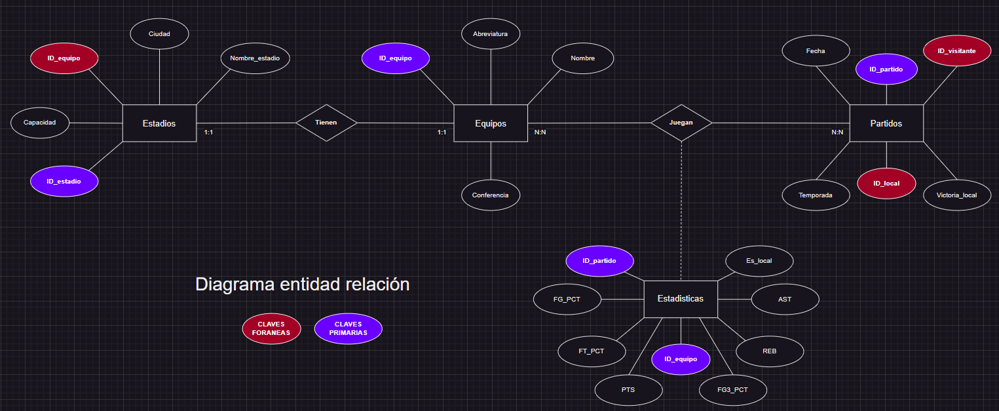 Ciudad
Abreviatura
ID_equipo
Nombre_estadio
ID_equipo
Nombre
Fecha
ID_partido
ID_visitante
Capacidad
Estadios
Tienen
Equipos
Juegan
Partidos
1:1
1:1
N:N
N:N
ID_estadio
Conferencia
Temporada
ID_local
Victoria_local
ID_partido
Es_local
Diagrama entidad relación
FG_PCT
Estadisticas
AST
CLAVES
FORANEAS
CLAVES
PRIMARIAS
FT_PCT
ID_equipo
REB
PTS
FG3_PCT